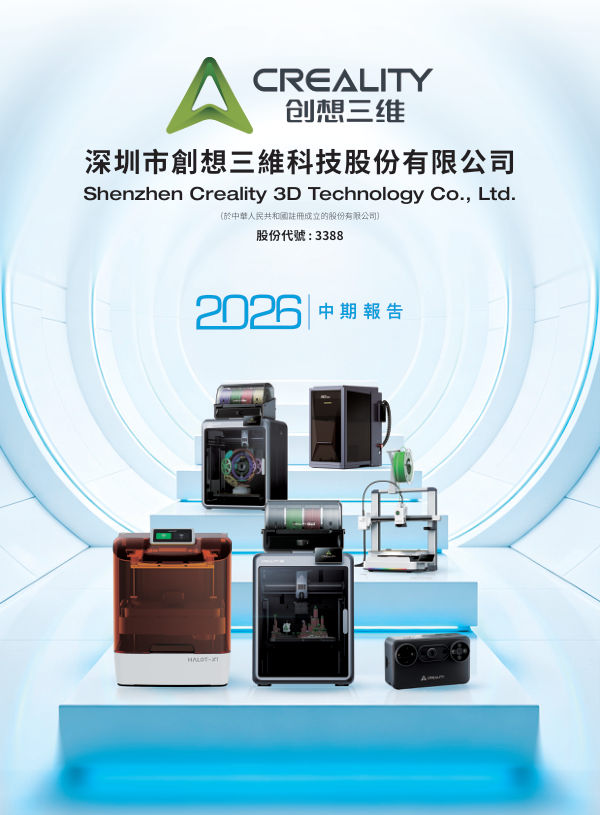 CREALITY
创想三维
深圳市創想三維科技股份有限公司
Shenzhen Creality 3D Technology Co., Ltd.
（於中華人民共和國註冊成立的股份有限公司）
股份代號 : 3388
2026 中期報告
HALOT-X1
CREALITY